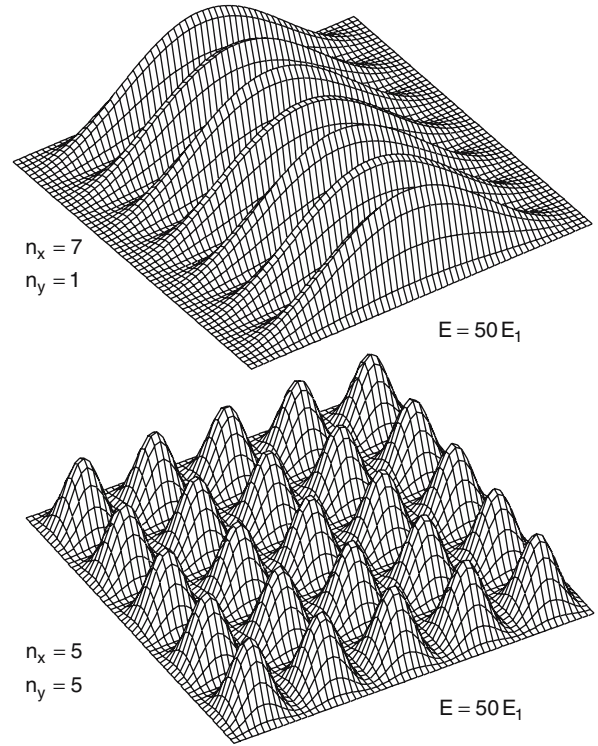 n_x = 7
n_y = 1
E = 50 E_1
n_x = 5
n_y = 5
E = 50 E_1